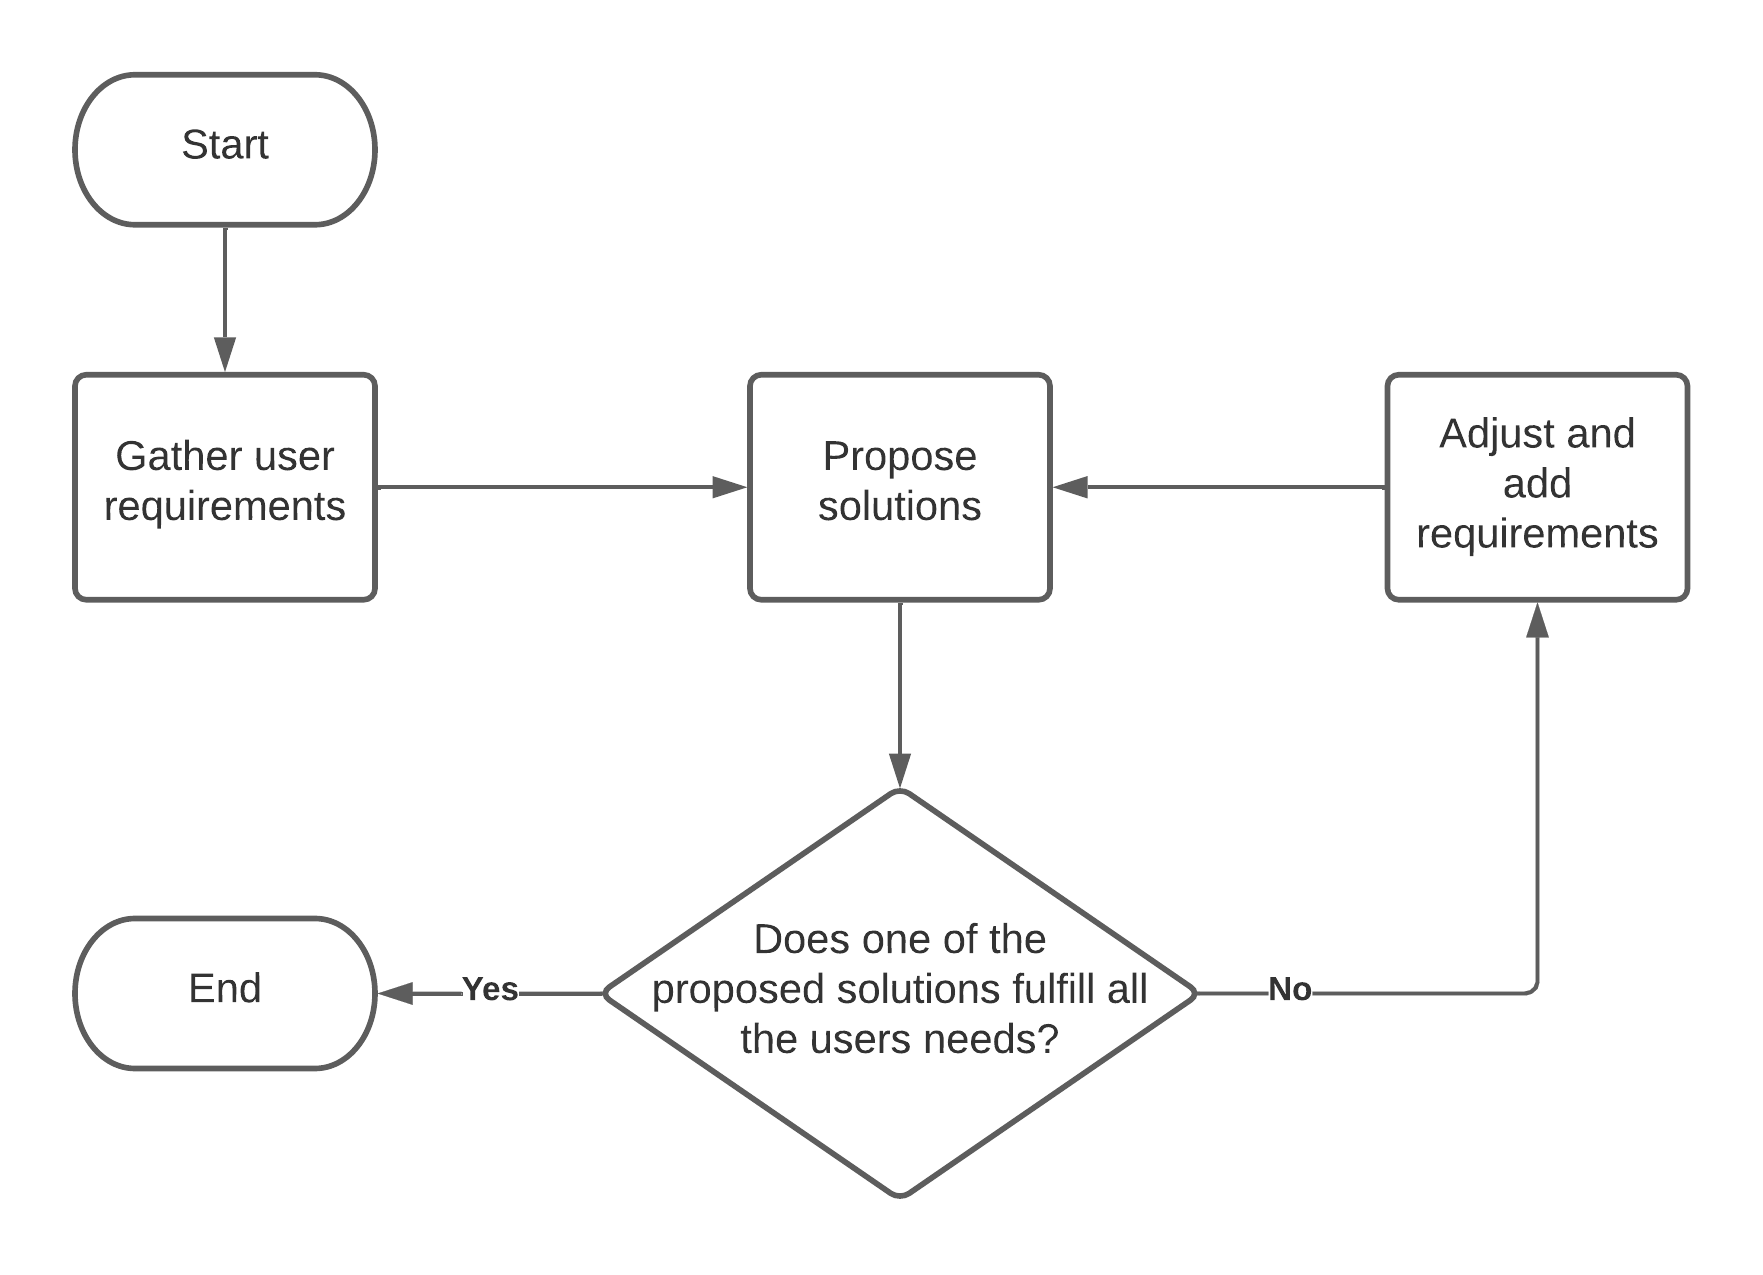 Start
Gather user
requirements
Propose
solutions
Adjust and
add
requirements
Does one of the
proposed solutions fulfill all
the users needs?
Yes
No
End